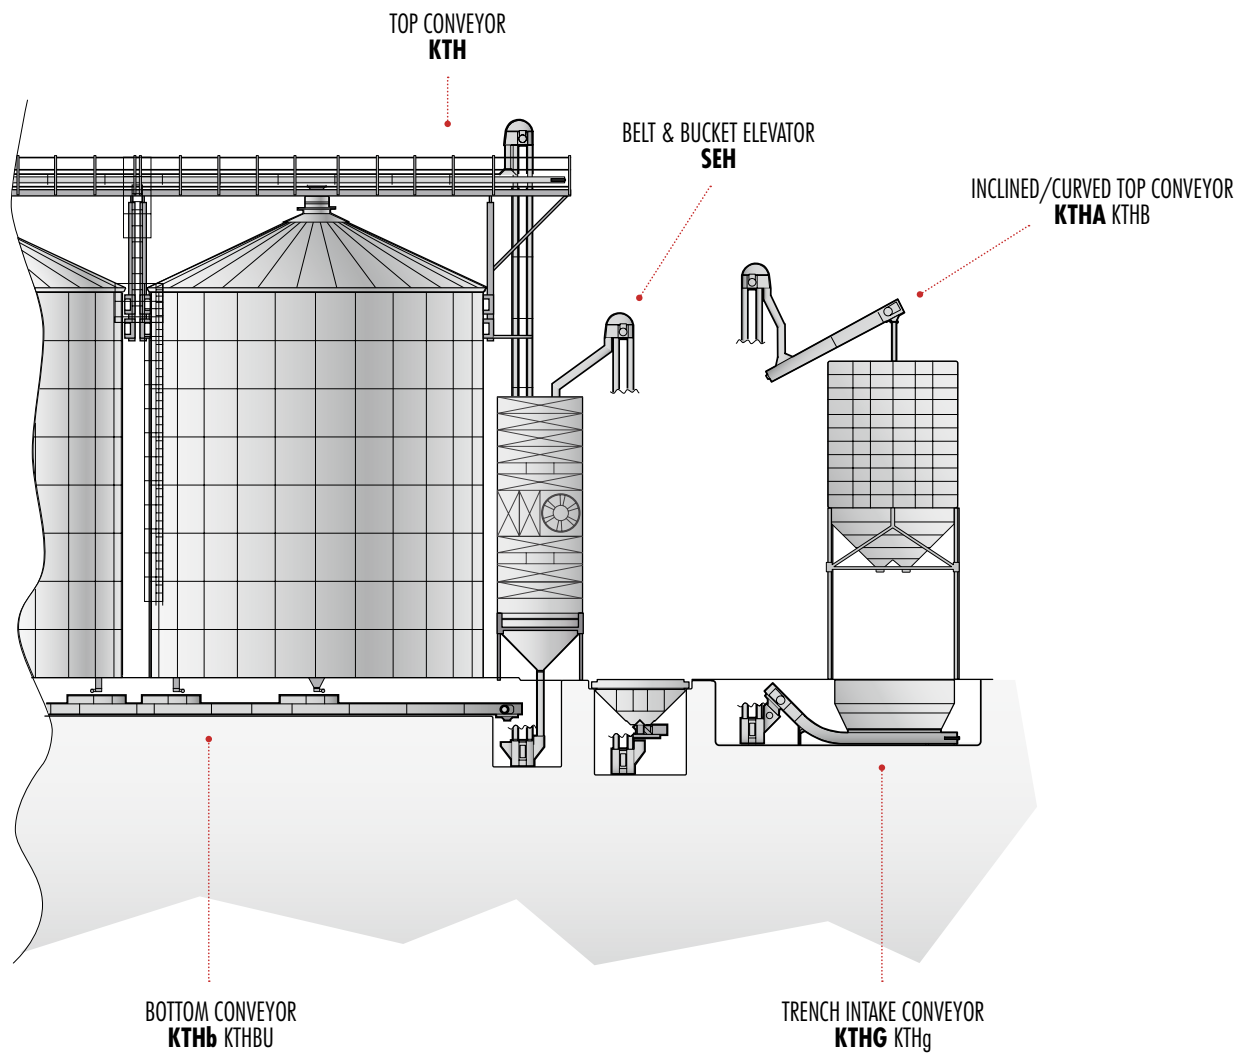 TOP CONVEYOR
KTH
BELT & BUCKET ELEVATOR
SEH
INCLINED/CURVED TOP CONVEYOR
KTHA KTHB
BOTTOM CONVEYOR
KTHb KTHBU
TRENCH INTAKE CONVEYOR
KTHG KTHg